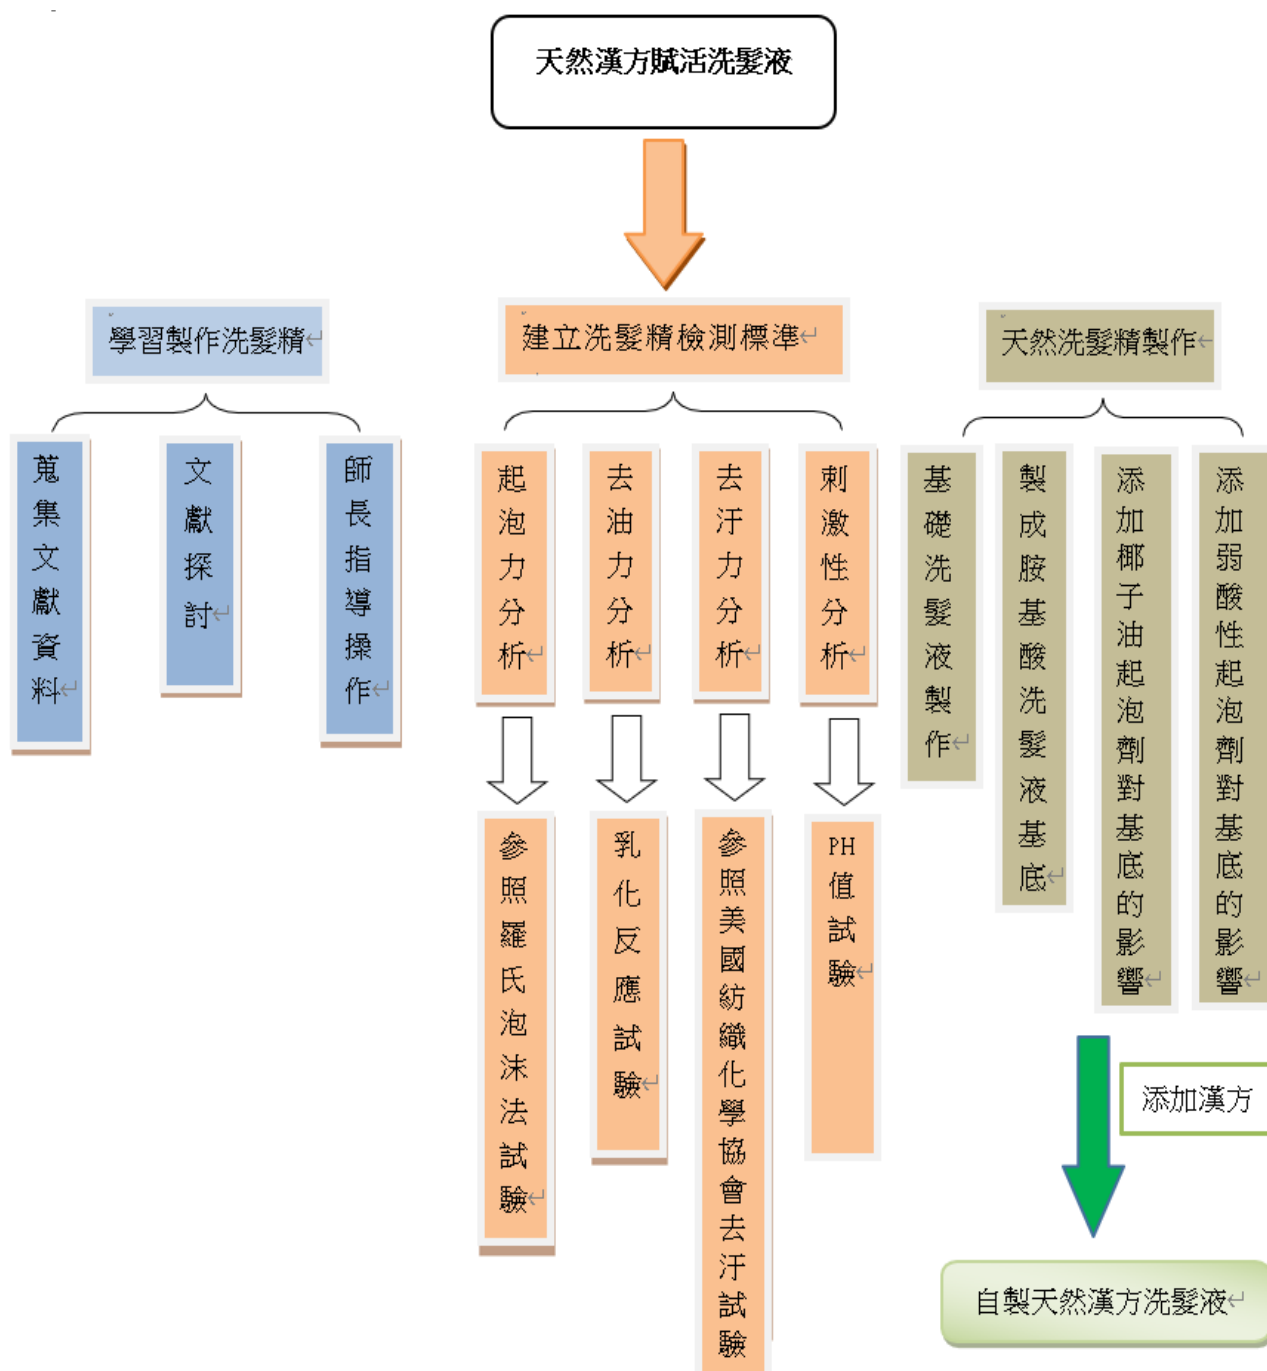 天然漢方賦活洗髮液
學習製作洗髮精
建立洗髮精檢測標準
天然洗髮精製作
蒐集文獻資料
文獻探討
師長指導操作
起泡力分析
去油力分析
去汙力分析
刺激性分析
基礎洗髮液製作
製成胺基酸洗髮液基底
添加椰子油起泡劑對基底的影響
添加弱酸性起泡劑對基底的影響
參照羅氏泡沫法試驗
乳化反應試驗
參照美國紡織化學協會去汙試驗
PH值試驗
添加漢方
自製天然漢方洗髮液